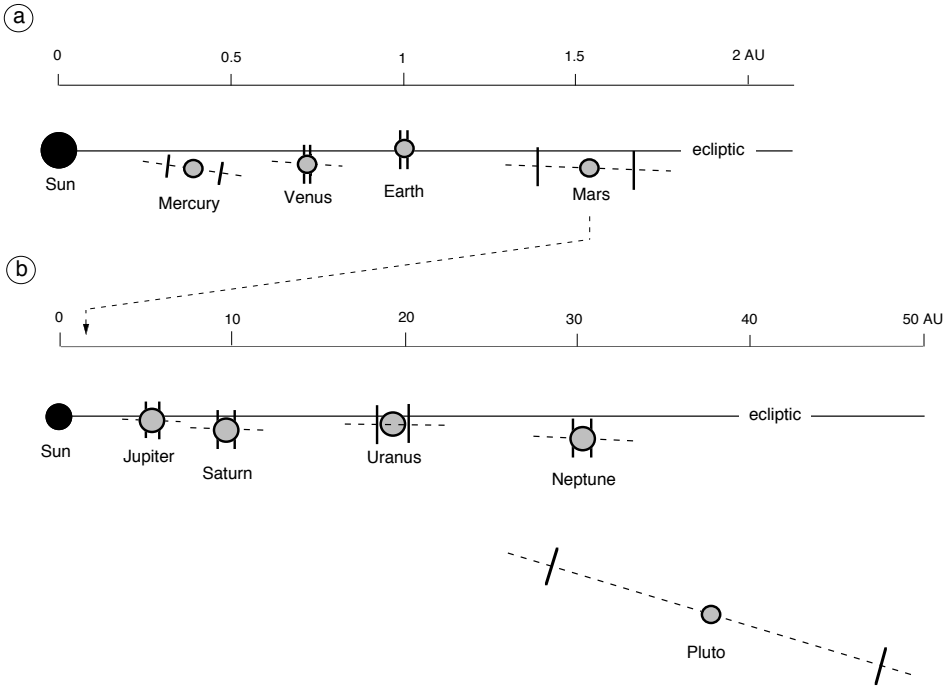 a
0 0.5 1 1.5 2 AU
ecliptic
Sun
Mercury
Venus
Earth
Mars
b
0 10 20 30 40 50 AU
ecliptic
Sun
Jupiter
Saturn
Uranus
Neptune
Pluto